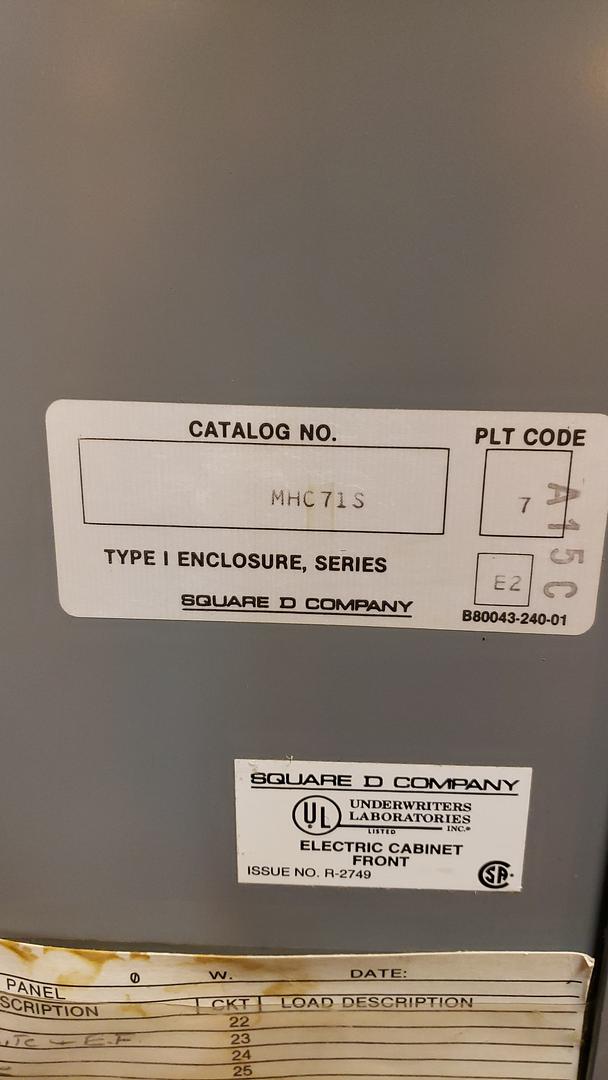 CATALOG NO.
PLT CODE
MHC71S
7
A15C
TYPE I ENCLOSURE, SERIES
E2
SQUARE D COMPANY
B80043-240-01
SQUARE D COMPANY
UL
UNDERWRITERS
LABORATORIES
LISTED
INC.®
ELECTRIC CABINET
FRONT
ISSUE NO. R-2749
SA
PANEL Ø W. DATE:
SCRIPTION CKT LOAD DESCRIPTION
22
23
24
25